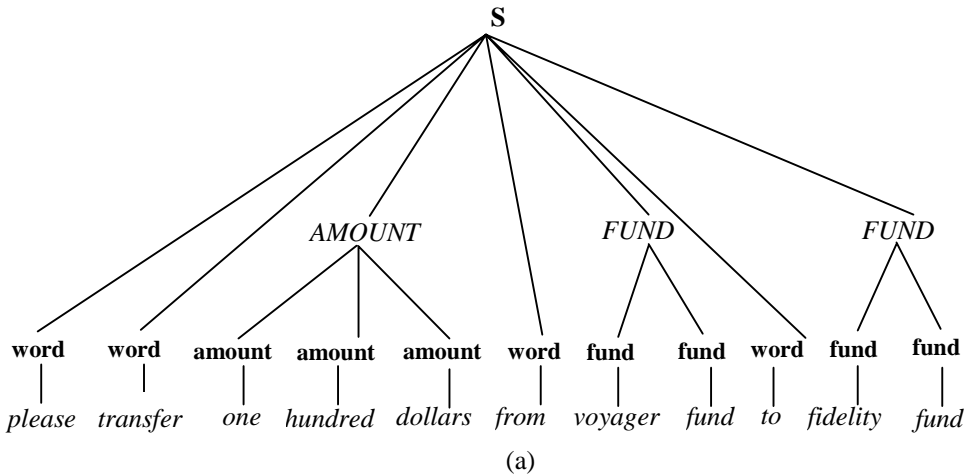 S
AMOUNT FUND FUND
word word amount amount amount word fund fund word fund fund
please transfer one hundred dollars from voyager fund to fidelity fund
(a)